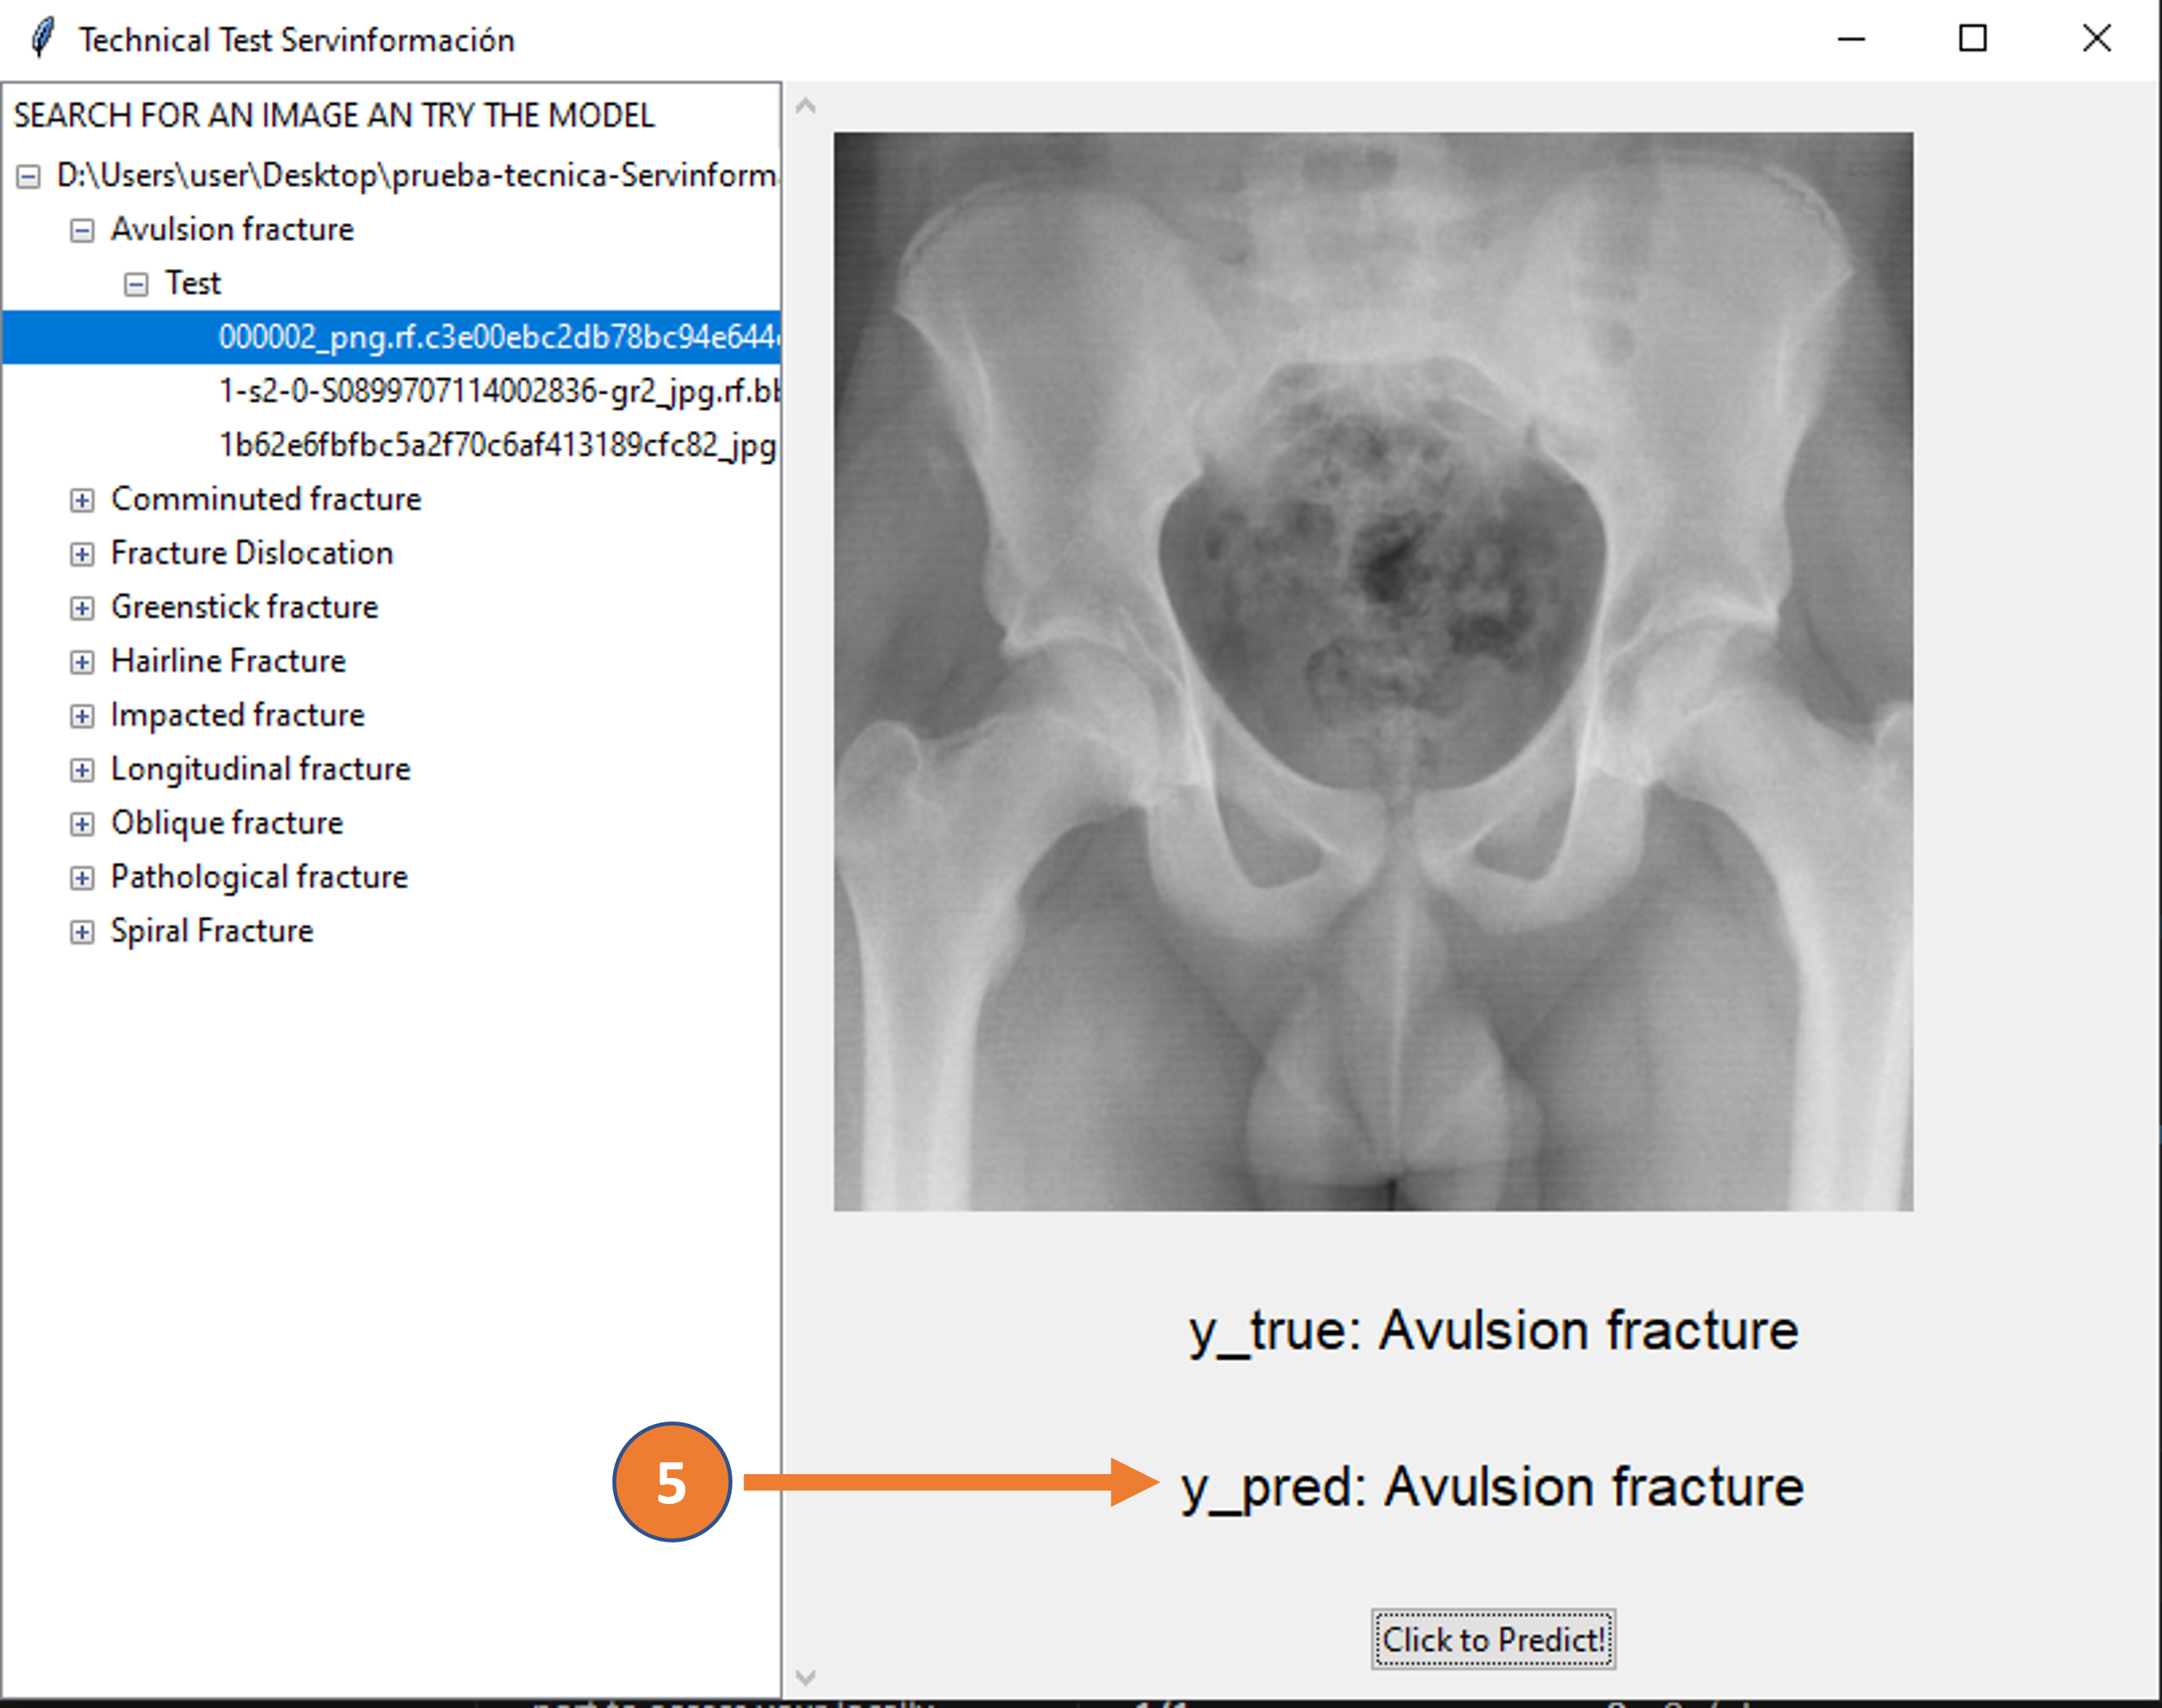 Technical Test Servinformación
SEARCH FOR AN IMAGE AN TRY THE MODEL
D:\Users\user\Desktop\prueba-tecnica-Servinform
Avulsion fracture
Test
000002_png.rf.c3e00ebc2db78bc94e644
1-s2-0-S0899707114002836-gr2_jpg.rf.bb
1b62e6fbfbc5a2f70c6af413189cfc82_jpg
Comminuted fracture
Fracture Dislocation
Greenstick fracture
Hairline Fracture
Impacted fracture
Longitudinal fracture
Oblique fracture
Pathological fracture
Spiral Fracture
y_true: Avulsion fracture
5
y_pred: Avulsion fracture
Click to Predict!